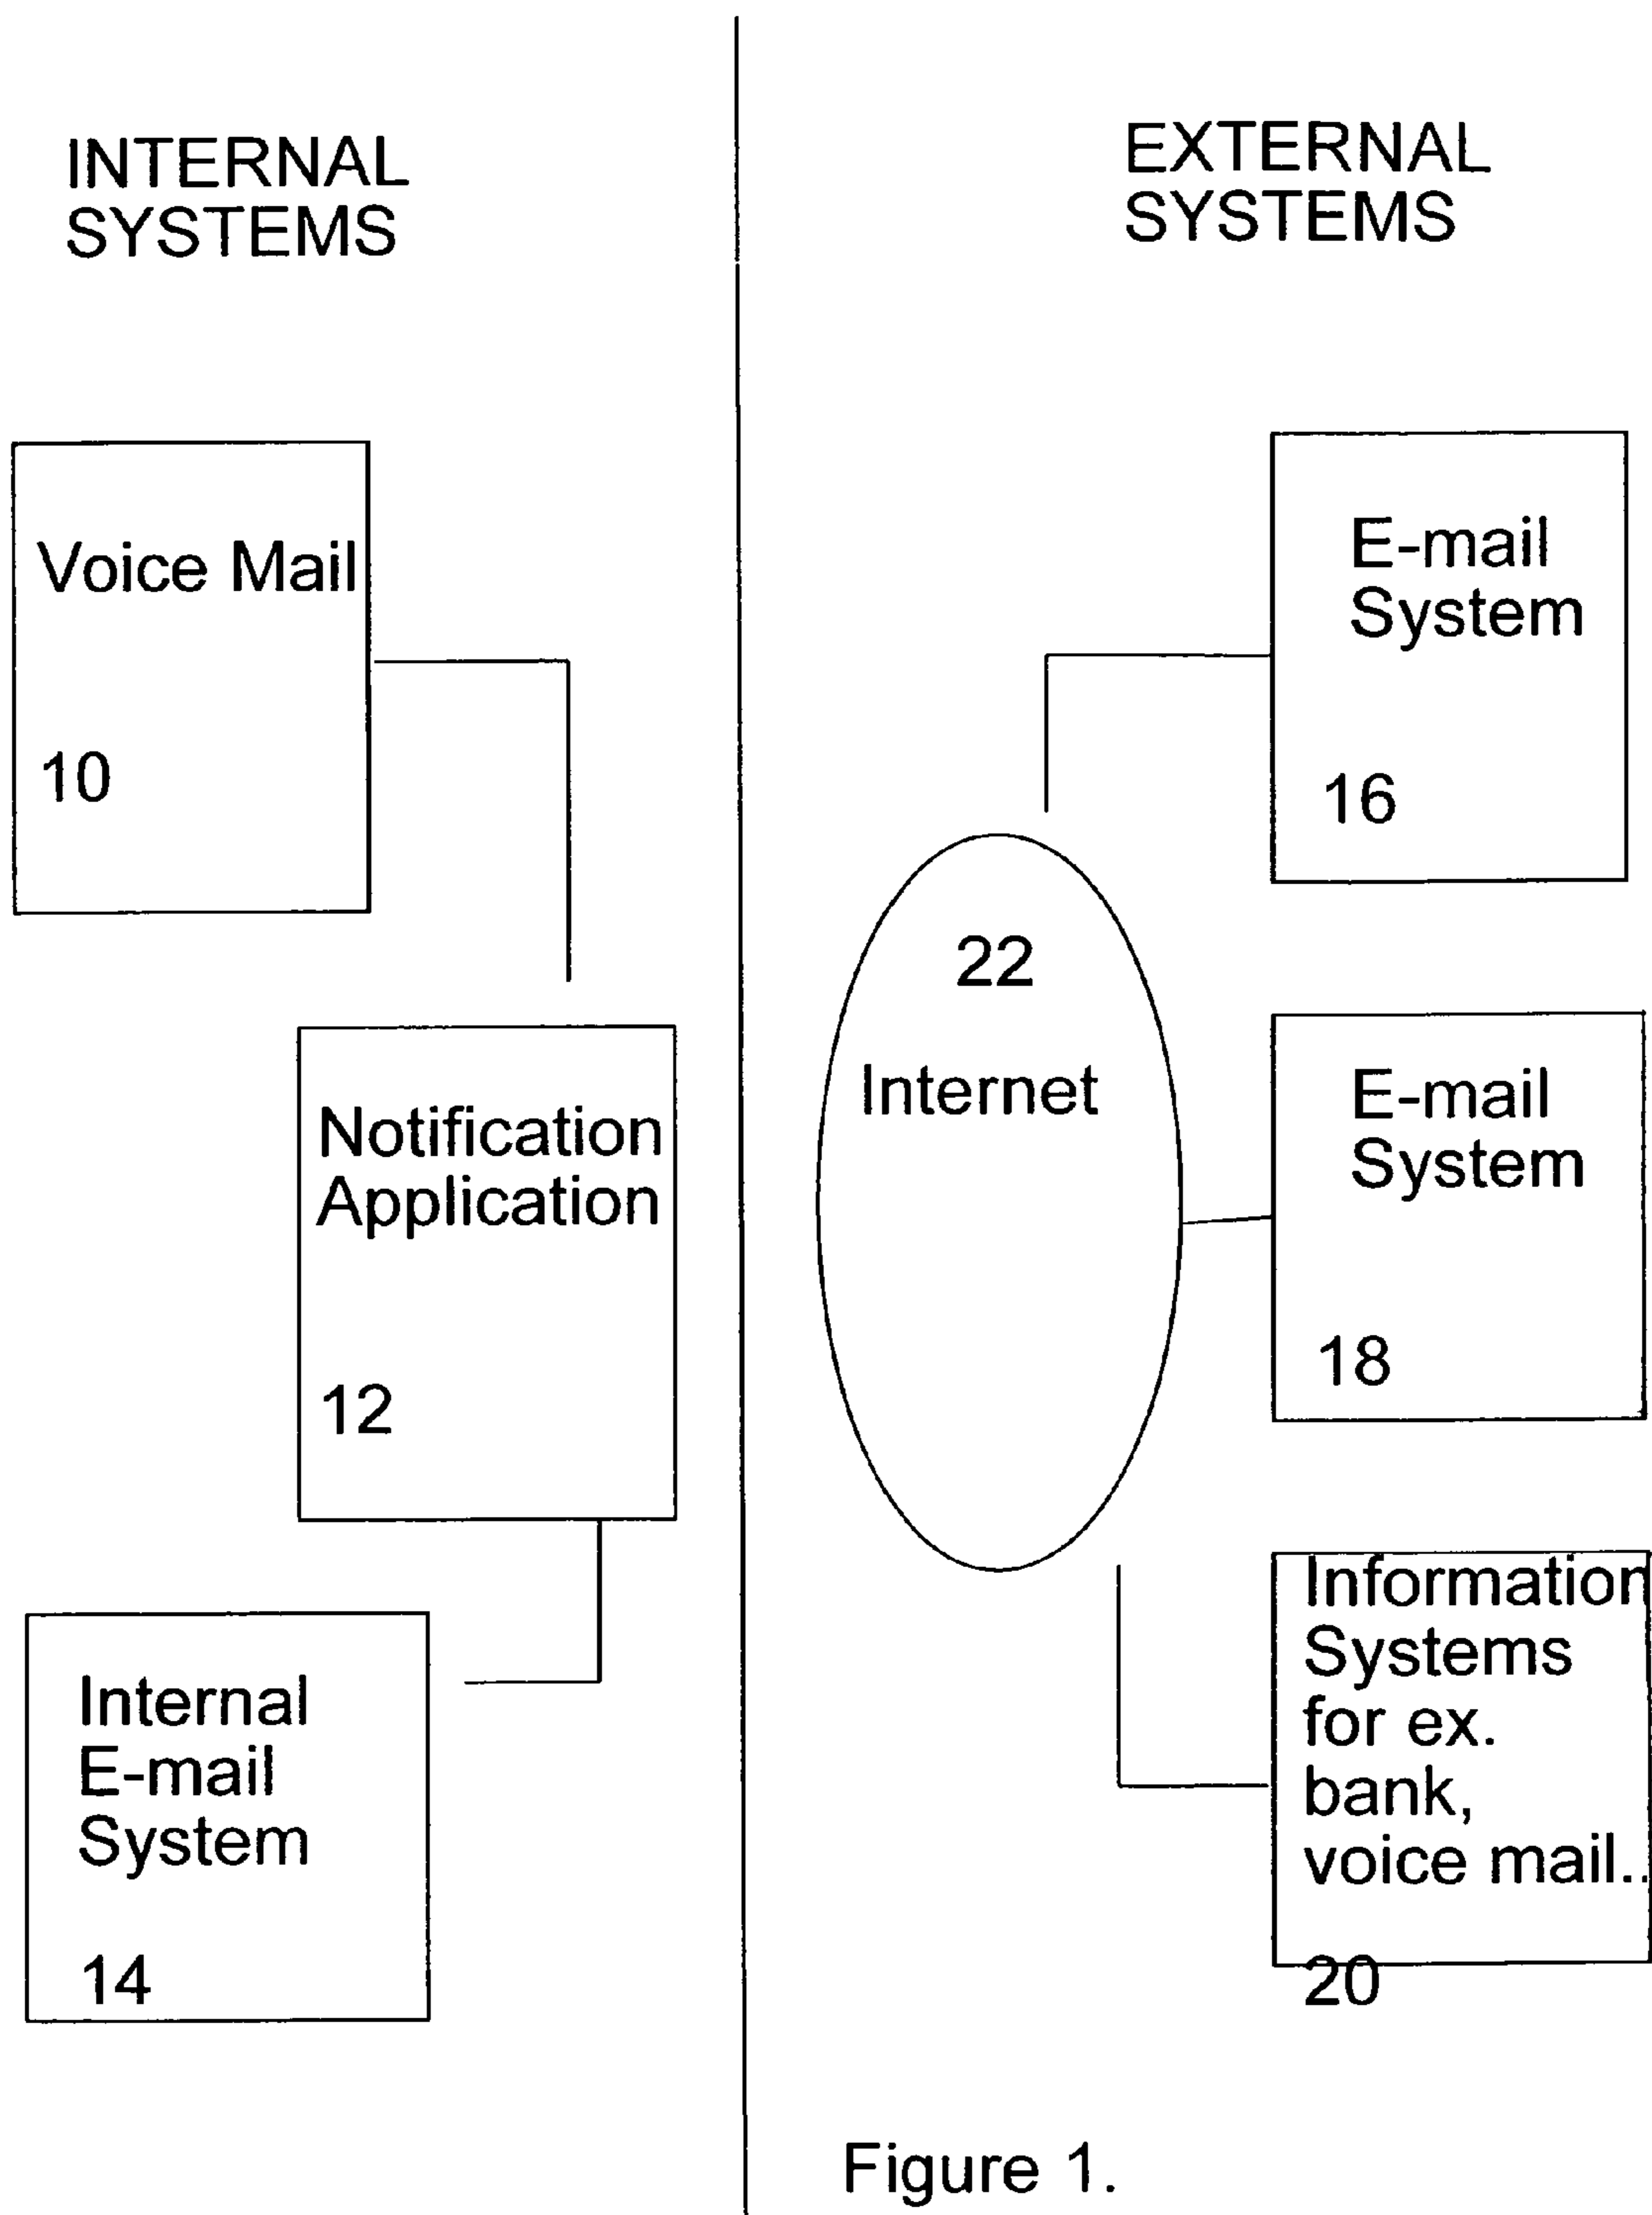 INTERNAL
SYSTEMS
Voice Mail
10
Notification
Application
12
Internal
E-mail
System
14
EXTERNAL
SYSTEMS
E-mail
System
16
22
Internet
E-mail
System
18
Information
Systems
for ex.
bank,
voice mail..
20
Figure 1.